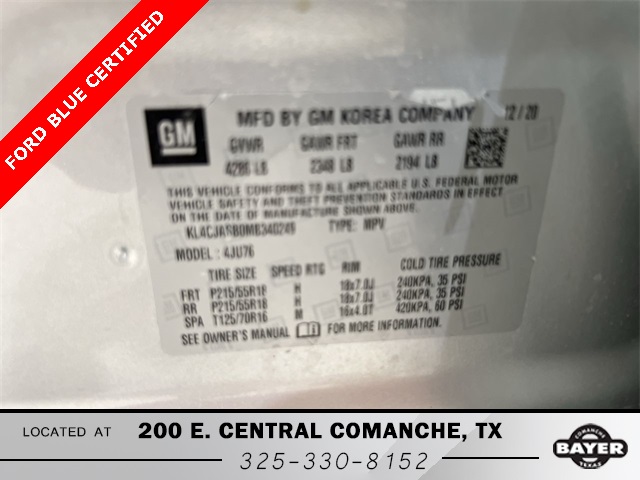 FORD BLUE CERTIFIED
GM
MFD BY GM KOREA COMPANY 12/20
GVWR GAWR FRT GAWR RR
4286 LB 2348 LB 2194 LB
THIS VEHICLE CONFORMS TO ALL APPLICABLE U.S. FEDERAL MOTOR
VEHICLE SAFETY AND THEFT PREVENTION STANDARDS IN EFFECT
ON THE DATE OF MANUFACTURE SHOWN ABOVE.
TYPE: MPV
MODEL: 4JU76
TIRE SIZE SPEED RTG RIM COLD TIRE PRESSURE
FRT P215/55R18 H 18x7.0J 240KPA, 35 PSI
RR P215/55R18 H 18x7.0J 240KPA, 35 PSI
SPA T125/70R16 M 16x4.0T 420KPA, 60 PSI
SEE OWNER'S MANUAL FOR MORE INFORMATION.
LOCATED AT 200 E. CENTRAL COMANCHE, TX
325-330-8152
COMANCHE
BAYER
TEXAS